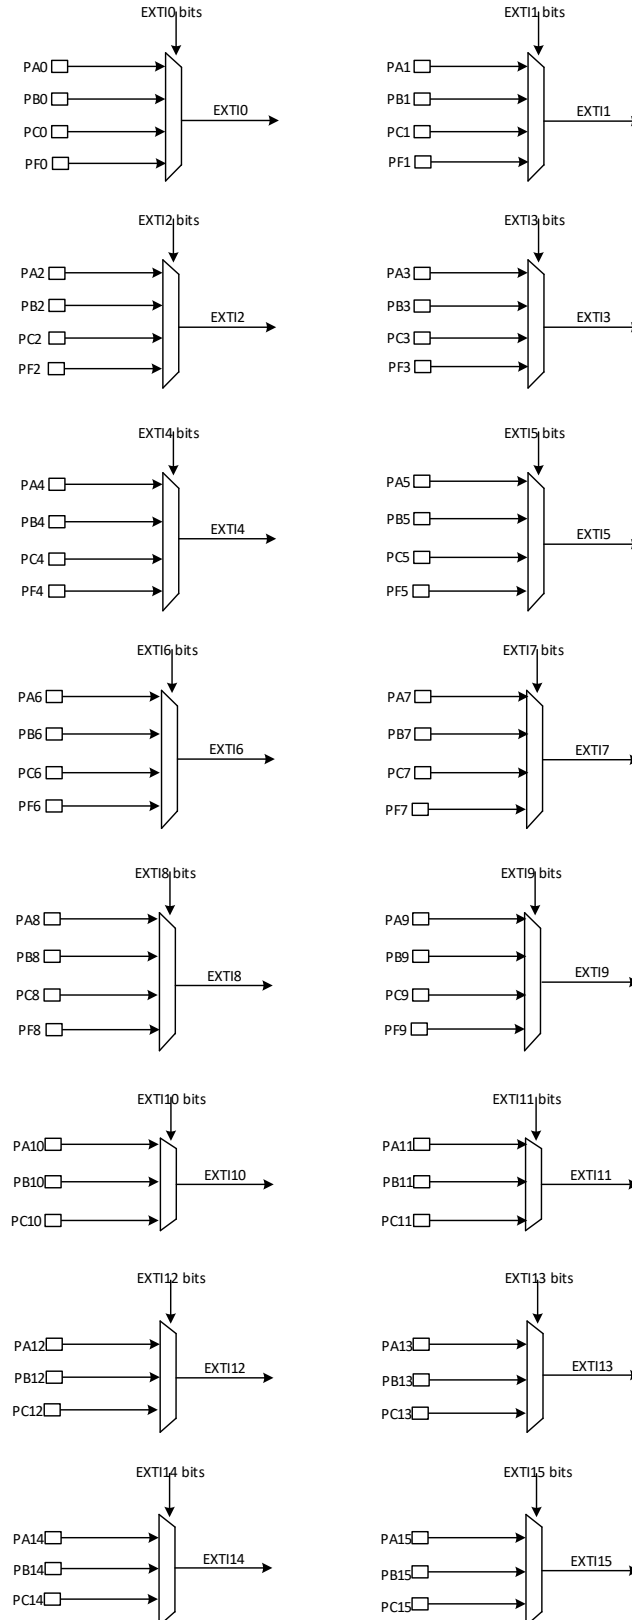 EXTI0 bits
PA0
PB0
PC0
PF0
EXTI0
EXTI1 bits
PA1
PB1
PC1
PF1
EXTI1
EXTI2 bits
PA2
PB2
PC2
PF2
EXTI2
EXTI3 bits
PA3
PB3
PC3
PF3
EXTI3
EXTI4 bits
PA4
PB4
PC4
PF4
EXTI4
EXTI5 bits
PA5
PB5
PC5
PF5
EXTI5
EXTI6 bits
PA6
PB6
PC6
PF6
EXTI6
EXTI7 bits
PA7
PB7
PC7
PF7
EXTI7
EXTI8 bits
PA8
PB8
PC8
PF8
EXTI8
EXTI9 bits
PA9
PB9
PC9
PF9
EXTI9
EXTI10 bits
PA10
PB10
PC10
EXTI10
EXTI11 bits
PA11
PB11
PC11
EXTI11
EXTI12 bits
PA12
PB12
PC12
EXTI12
EXTI13 bits
PA13
PB13
PC13
EXTI13
EXTI14 bits
PA14
PB14
PC14
EXTI14
EXTI15 bits
PA15
PB15
PC15
EXTI15